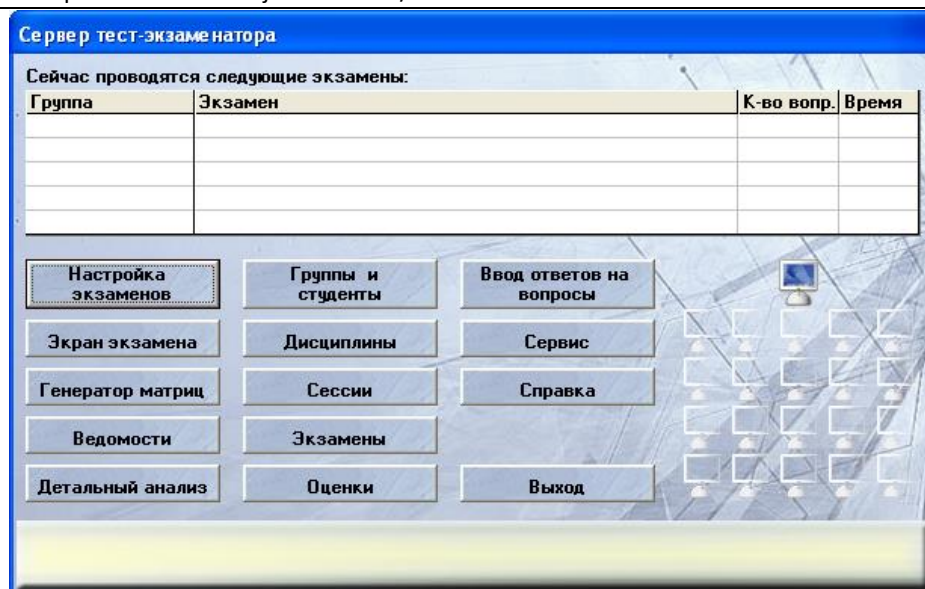 Сервер тест-экзаменатора
Сейчас проводятся следующие экзамены:
Группа Экзамен К-во вопр. Время
Настройка экзаменов
Группы и студенты
Ввод ответов на вопросы
Экран экзамена Дисциплины Сервис
Генератор матриц Сессии Справка
Ведомости Экзамены
Детальный анализ Оценки Выход